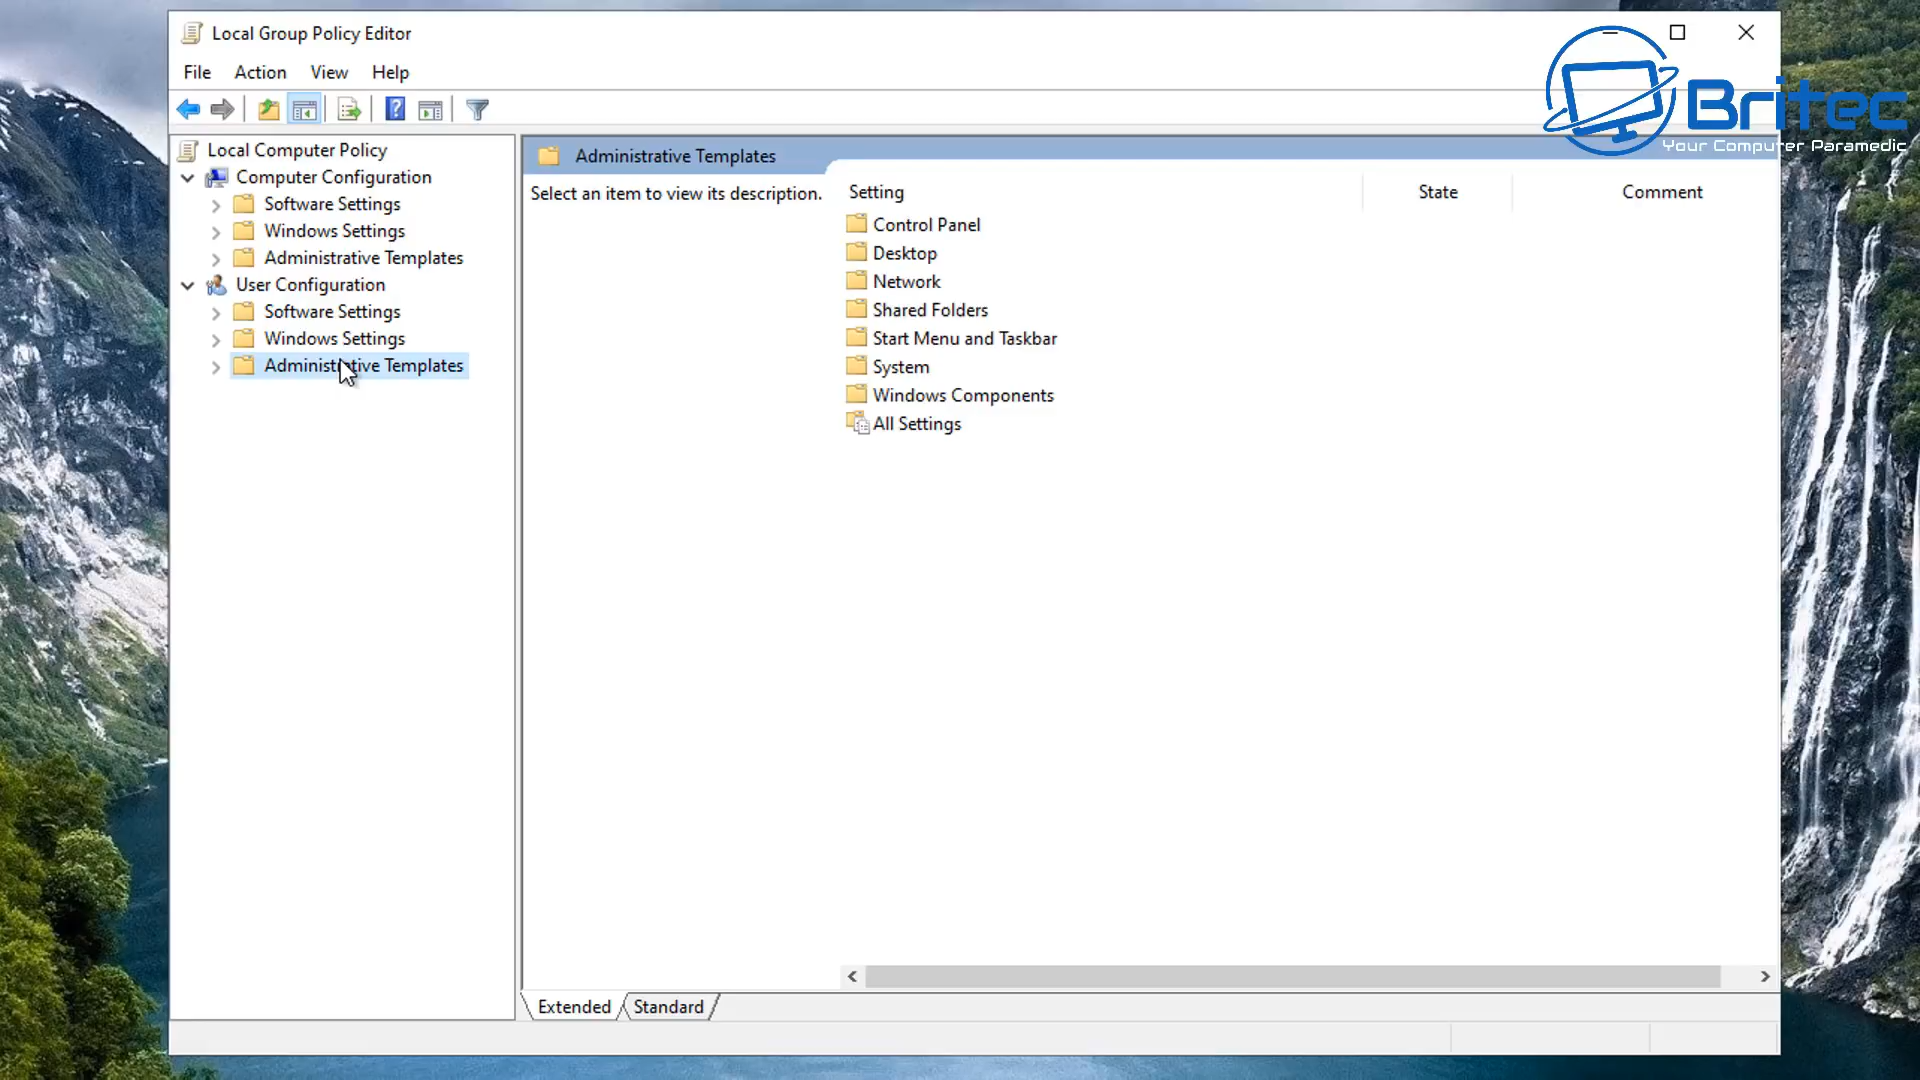 Local Group Policy Editor
File Action View Help
Britec
Your Computer Paramedic
Local Computer Policy
Computer Configuration
Software Settings
Windows Settings
Administrative Templates
User Configuration
Software Settings
Windows Settings
Administrative Templates
Administrative Templates
Select an item to view its description.
Setting State Comment
Control Panel
Desktop
Network
Shared Folders
Start Menu and Taskbar
System
Windows Components
All Settings
Extended Standard